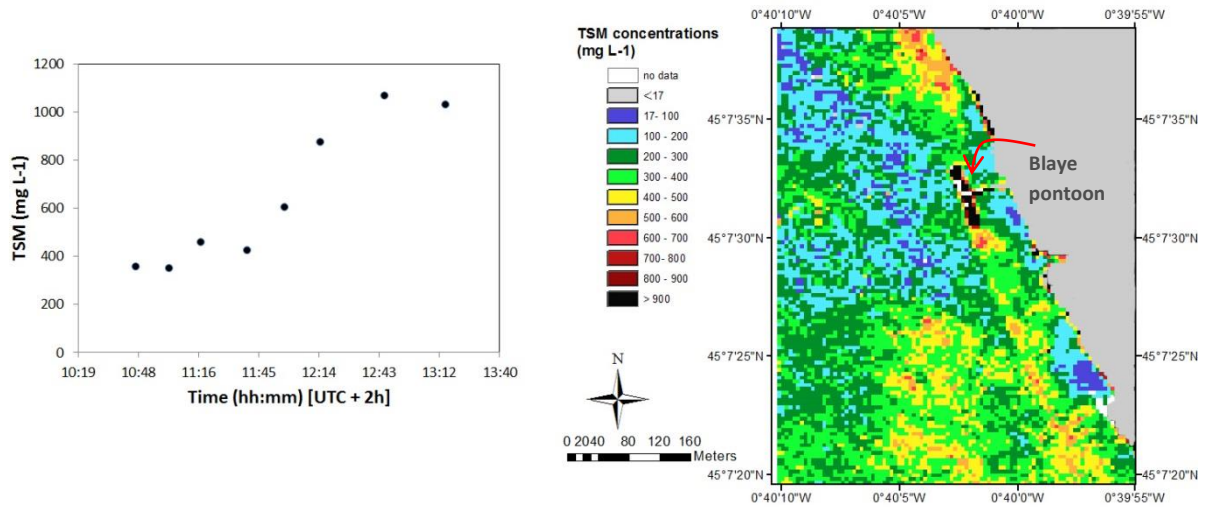 1200
1000
800
600
400
200
0
TSM (mg L-1)
10:19 10:48 11:16 11:45 12:14 12:43 13:12 13:40
Time (hh:mm) [UTC + 2h]
TSM concentrations
(mg L-1)
no data
<17
17- 100
100 - 200
200 - 300
300 - 400
400 - 500
500 - 600
600 - 700
700- 800
800 - 900
> 900
N
0 2040 80 120 160
Meters
0°40'10"W 0°40'5"W 0°40'0"W 0°39'55"W
45°7'35"N 45°7'35"N
Blaye
pontoon
45°7'30"N 45°7'30"N
45°7'25"N 45°7'25"N
45°7'20"N 45°7'20"N
0°40'10"W 0°40'5"W 0°40'0"W 0°39'55"W